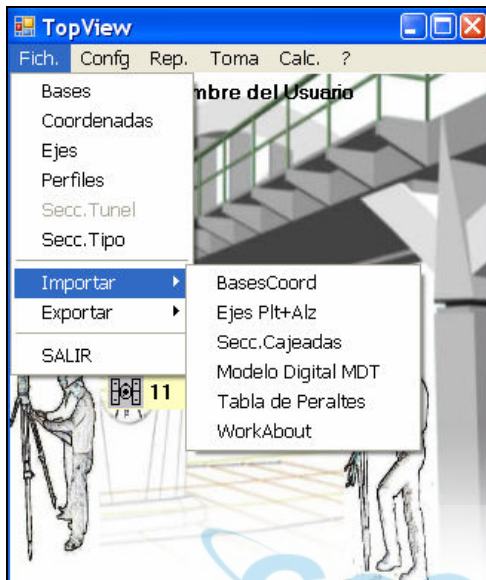 TopView
Fich. Confg Rep. Toma Calc. ?
mbre del Usuario
Bases
Coordenadas
Ejes
Perfiles
Secc.Tunel
Secc.Tipo
Importar
Exportar
SALIR
BasesCoord
Ejes Plt+Alz
Secc.Cajeadas
Modelo Digital MDT
Tabla de Peraltes
WorkAbout
11